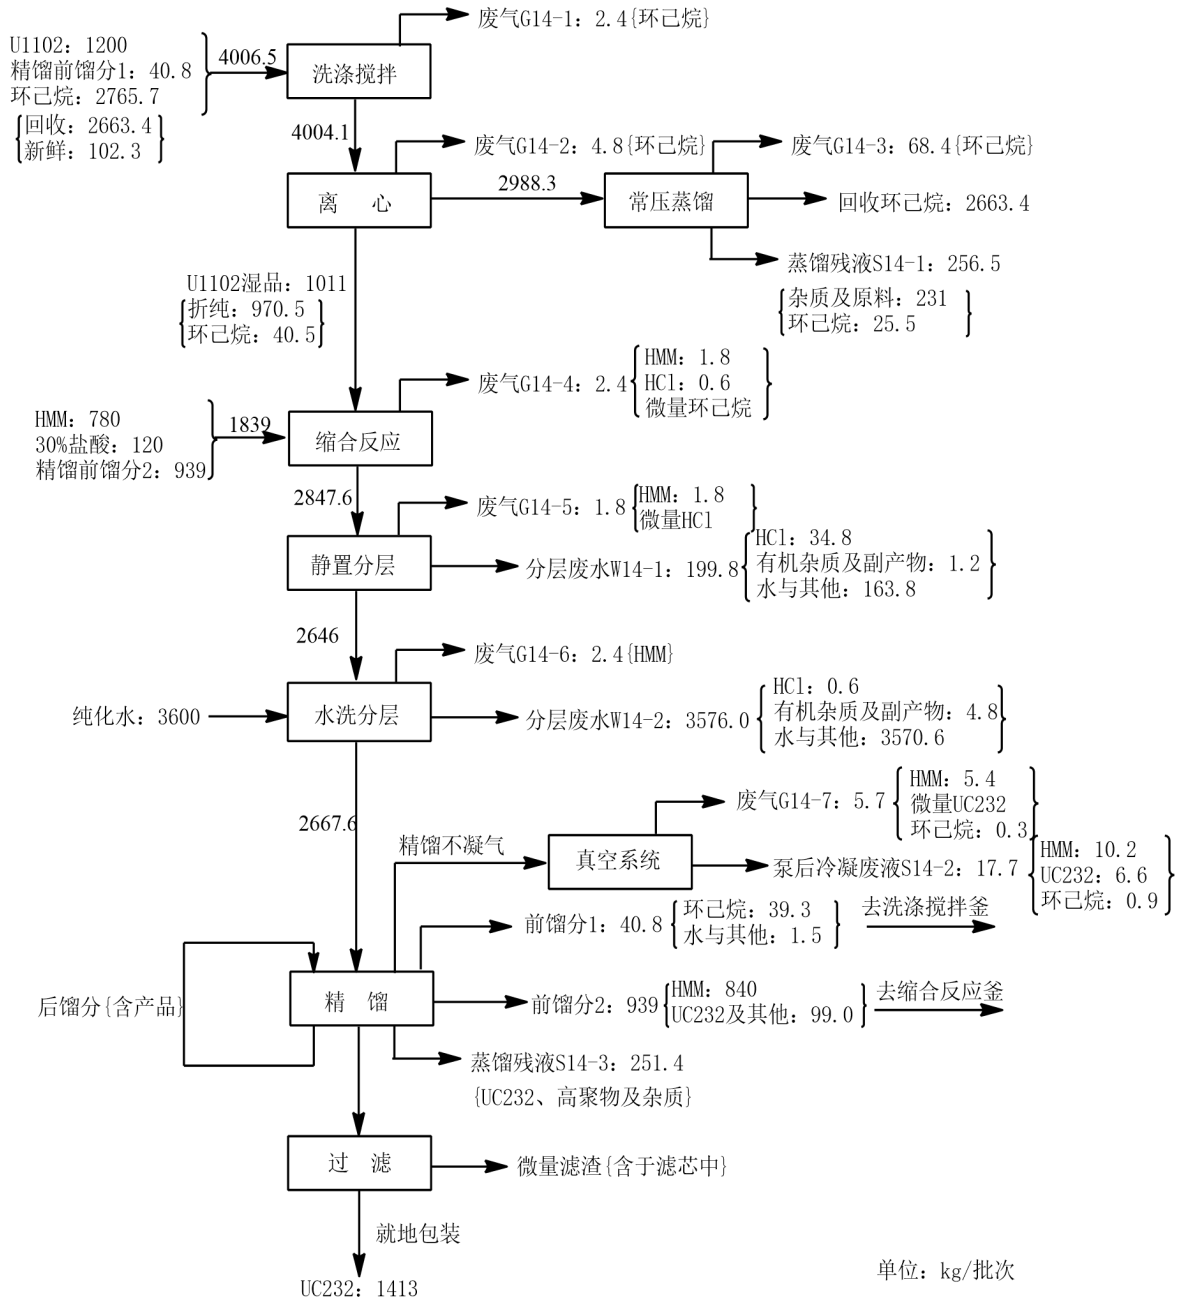 废气G14-1：2.4{环己烷}
U1102：1200
精馏前馏分1：40.8
环己烷：2765.7
回收：2663.4
新鲜：102.3
4006.5
洗涤搅拌
4004.1
废气G14-2：4.8{环己烷}
废气G14-3：68.4{环己烷}
离 心
2988.3
常压蒸馏
回收环己烷：2663.4
蒸馏残液S14-1：256.5
杂质及原料：231
环己烷：25.5
U1102湿品：1011
折纯：970.5
环己烷：40.5
废气G14-4：2.4
HMM：1.8
HCl：0.6
微量环己烷
HMM：780
30%盐酸：120
精馏前馏分2：939
1839
缩合反应
2847.6
废气G14-5：1.8
HMM：1.8
微量HCl
静置分层
分层废水W14-1：199.8
HCl：34.8
有机杂质及副产物：1.2
水与其他：163.8
2646
废气G14-6：2.4{HMM}
纯化水：3600
水洗分层
分层废水W14-2：3576.0
HCl：0.6
有机杂质及副产物：4.8
水与其他：3570.6
2667.6
废气G14-7：5.7
HMM：5.4
微量UC232
环己烷：0.3
精馏不凝气
真空系统
泵后冷凝废液S14-2：17.7
HMM：10.2
UC232：6.6
环己烷：0.9
前馏分1：40.8
环己烷：39.3
水与其他：1.5
去洗涤搅拌釜
后馏分{含产品}
精 馏
前馏分2：939
HMM：840
UC232及其他：99.0
去缩合反应釜
蒸馏残液S14-3：251.4
{UC232、高聚物及杂质}
过 滤
微量滤渣{含于滤芯中}
就地包装
UC232：1413
单位：kg/批次